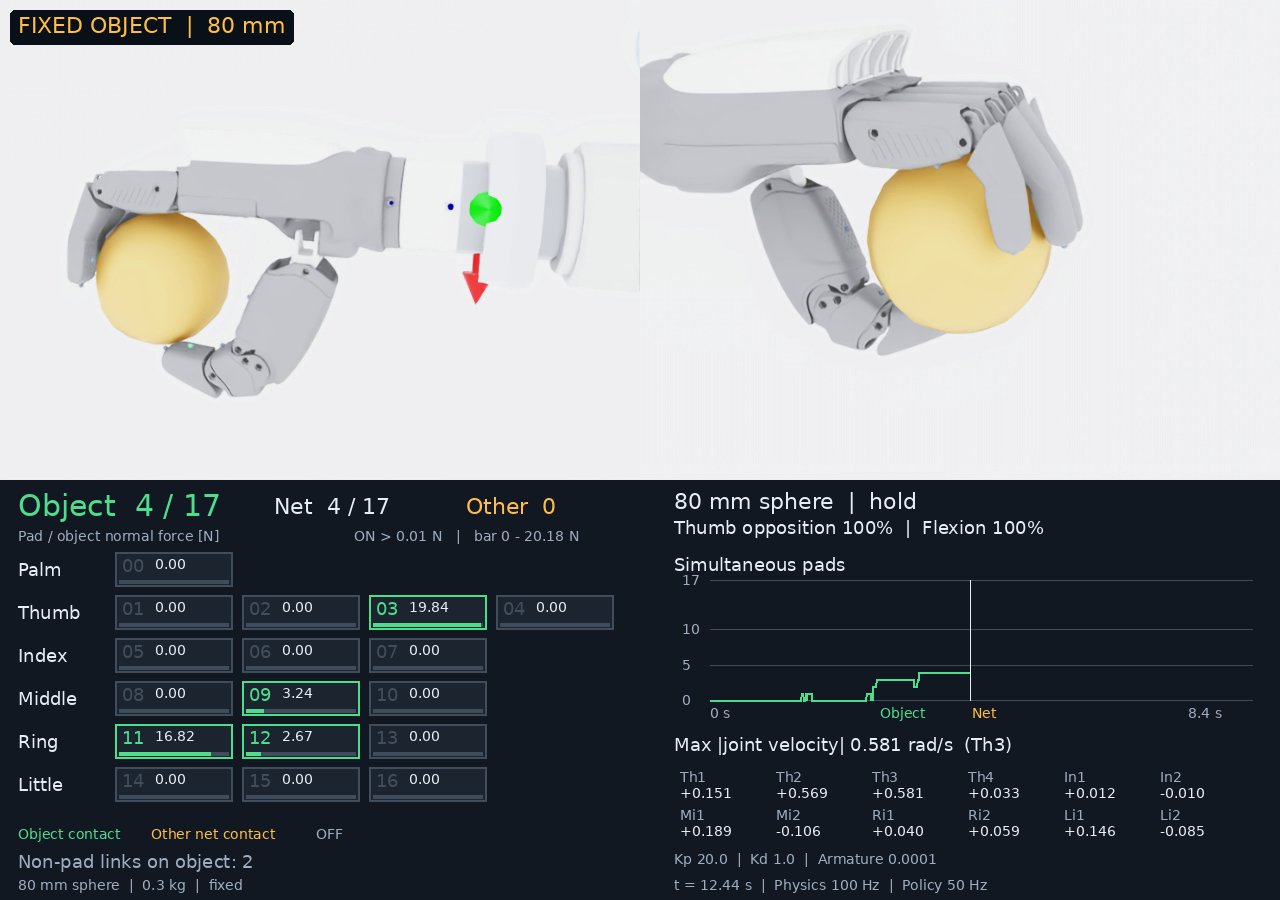 FIXED OBJECT | 80 mm
Object 4 / 17 Net 4 / 17 Other 0
Pad / object normal force [N] ON > 0.01 N | bar 0 - 20.18 N
Palm 00 0.00
Thumb 01 0.00 02 0.00 03 19.84 04 0.00
Index 05 0.00 06 0.00 07 0.00
Middle 08 0.00 09 3.24 10 0.00
Ring 11 16.82 12 2.67 13 0.00
Little 14 0.00 15 0.00 16 0.00
Object contact Other net contact OFF
Non-pad links on object: 2
80 mm sphere | 0.3 kg | fixed
80 mm sphere | hold
Thumb opposition 100% | Flexion 100%
Simultaneous pads
17
10
5
0
0 s Object Net 8.4 s
Max |joint velocity| 0.581 rad/s (Th3)
Th1 Th2 Th3 Th4 In1 In2
+0.151 +0.569 +0.581 +0.033 +0.012 -0.010
Mi1 Mi2 Ri1 Ri2 Li1 Li2
+0.189 -0.106 +0.040 +0.059 +0.146 -0.085
Kp 20.0 | Kd 1.0 | Armature 0.0001
t = 12.44 s | Physics 100 Hz | Policy 50 Hz